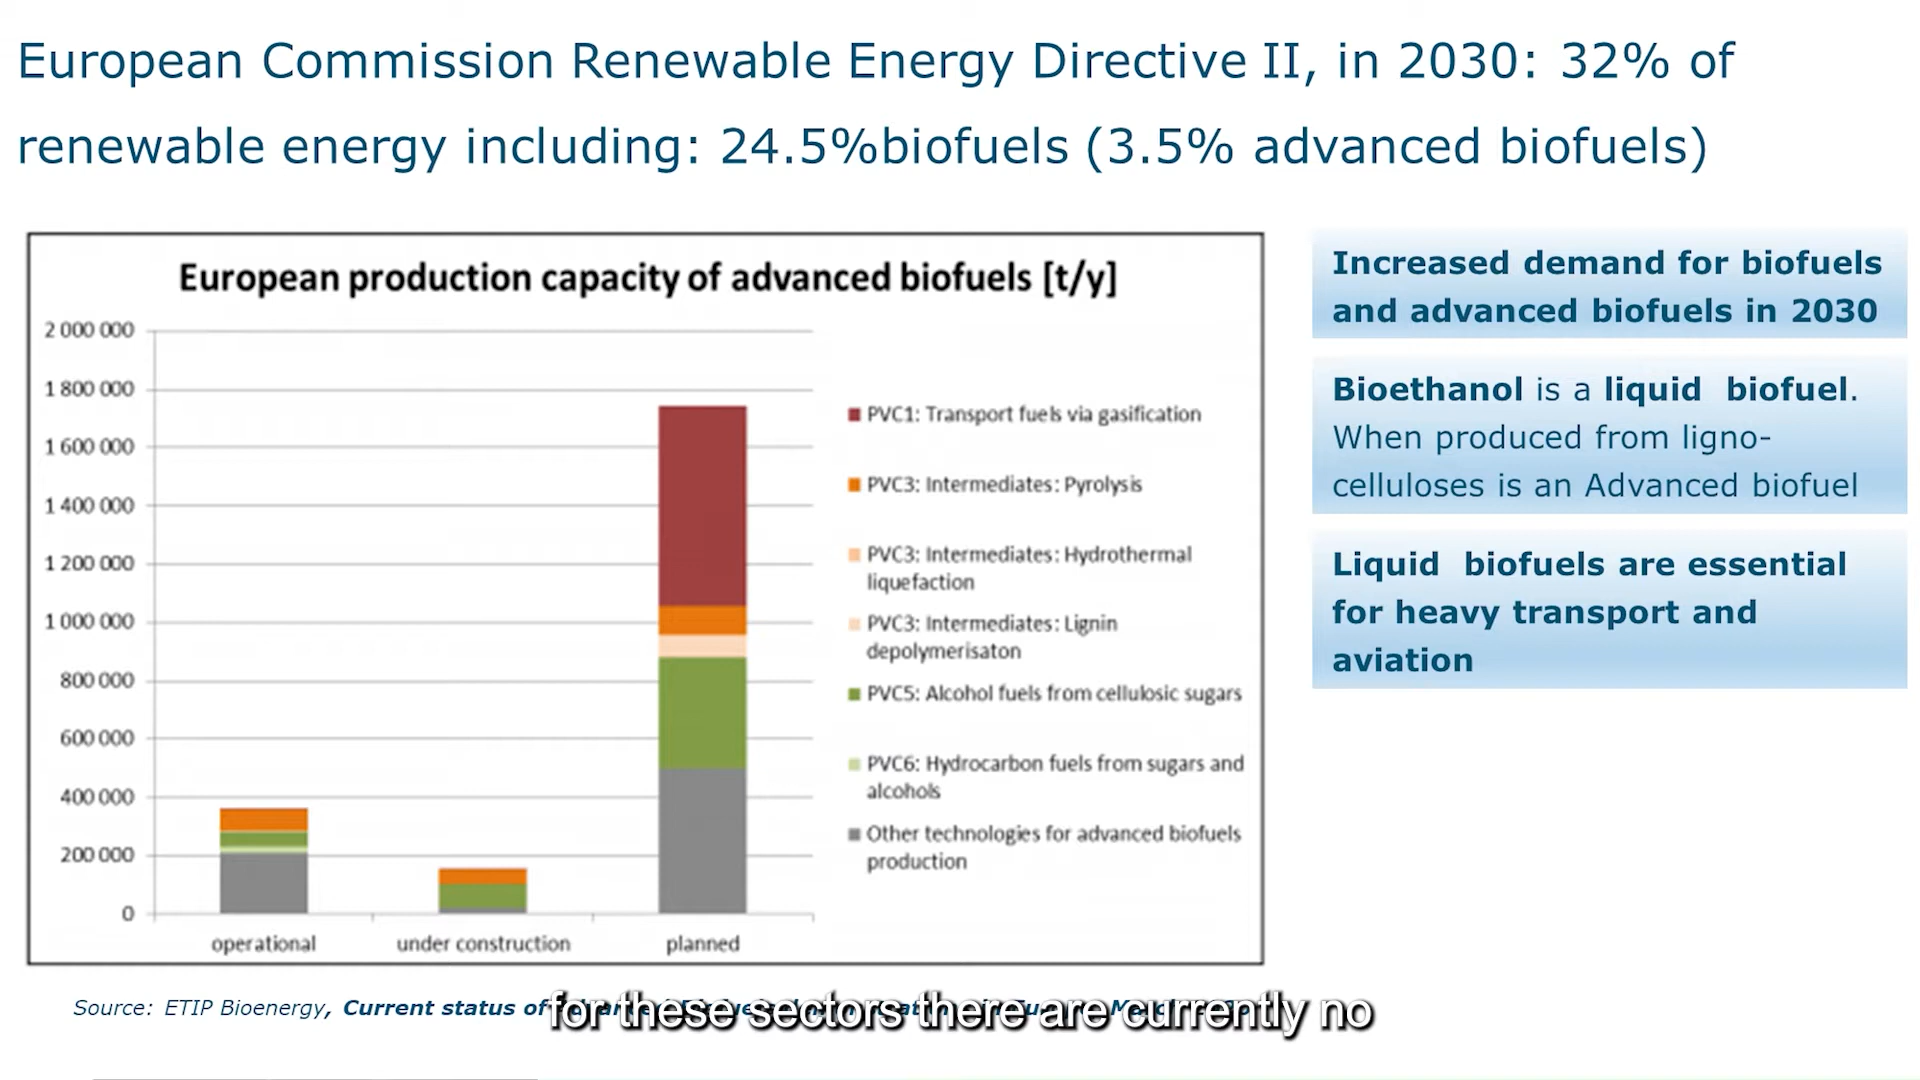 European Commission Renewable Energy Directive II, in 2030: 32% of
renewable energy including: 24.5%biofuels (3.5% advanced biofuels)
European production capacity of advanced biofuels [t/y]
2 000 000
1 800 000
1 600 000
1 400 000
1 200 000
1 000 000
800 000
600 000
400 000
200 000
0
operational
under construction
planned
PVC1: Transport fuels via gasification
PVC3: Intermediates: Pyrolysis
PVC3: Intermediates: Hydrothermal
liquefaction
PVC3: Intermediates: Lignin
depolymerisaton
PVC5: Alcohol fuels from cellulosic sugars
PVC6: Hydrocarbon fuels from sugars and
alcohols
Other technologies for advanced biofuels
production
Increased demand for biofuels
and advanced biofuels in 2030
Bioethanol is a liquid biofuel.
When produced from ligno-
celluloses is an Advanced biofuel
Liquid biofuels are essential
for heavy transport and
aviation
Source: ETIP Bioenergy, Current status of
for these sectors there are currently no